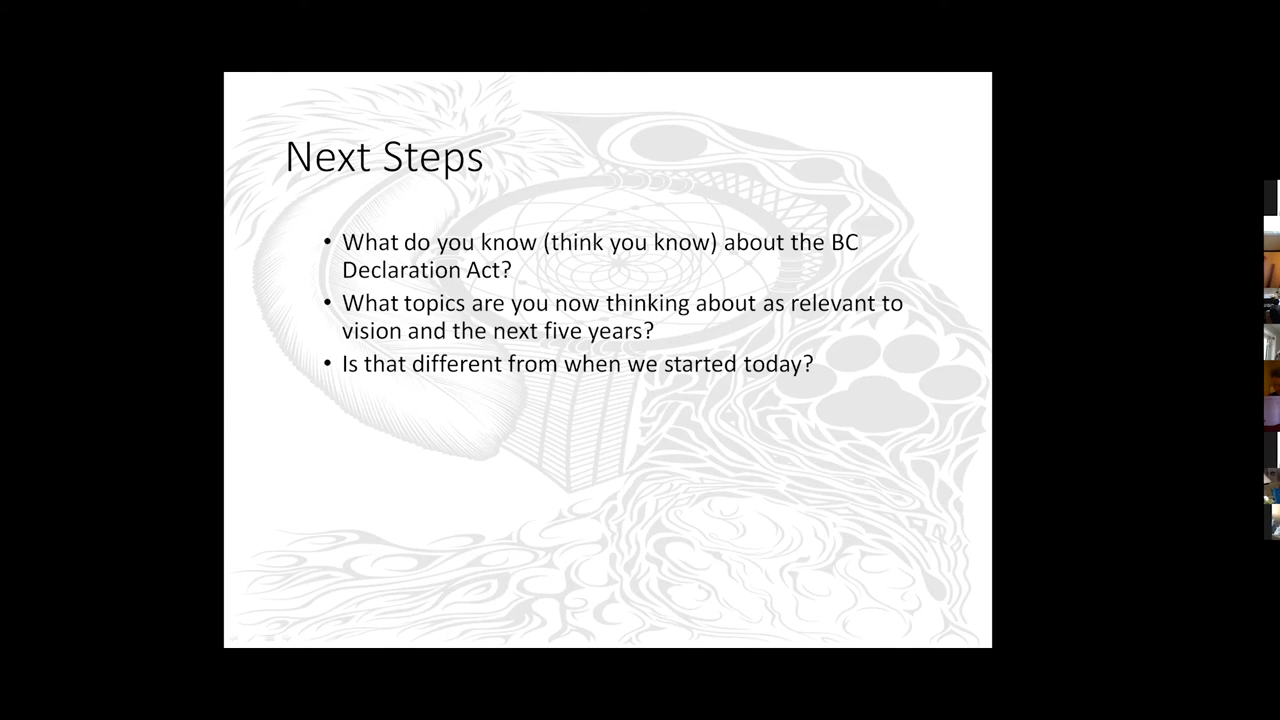 Next Steps
• What do you know (think you know) about the BC
Declaration Act?
• What topics are you now thinking about as relevant to
vision and the next five years?
• Is that different from when we started today?